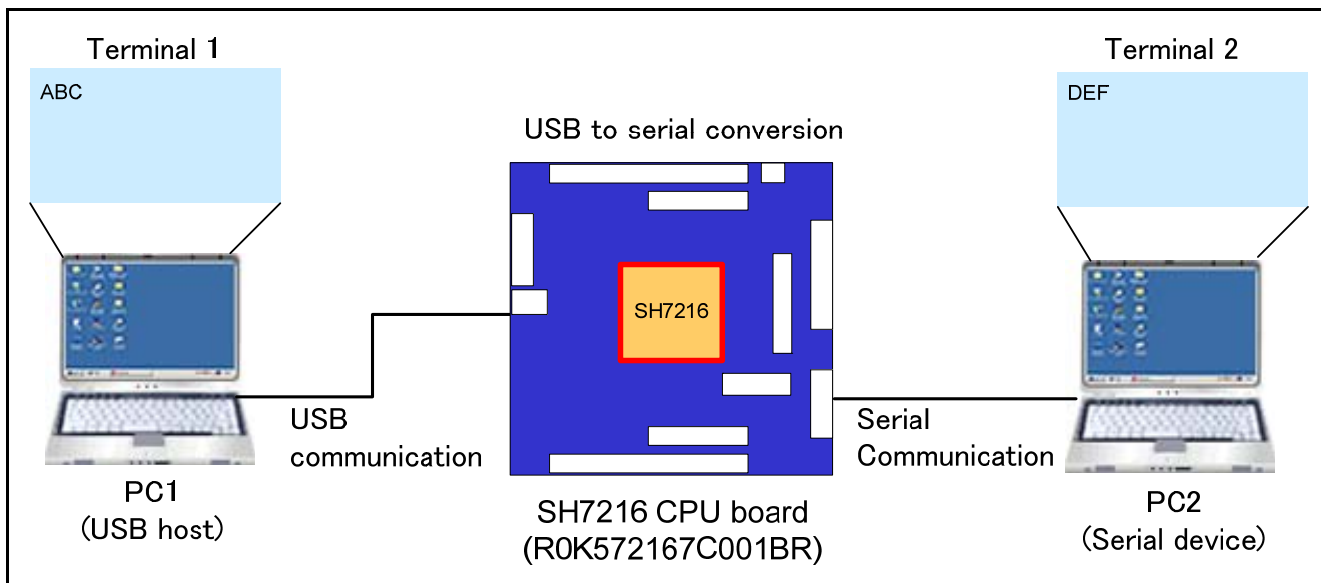 Terminal 1
ABC
USB to serial conversion
Terminal 2
DEF
SH7216
USB
communication
Serial
Communication
PC1
(USB host)
SH7216 CPU board
(R0K572167C001BR)
PC2
(Serial device)